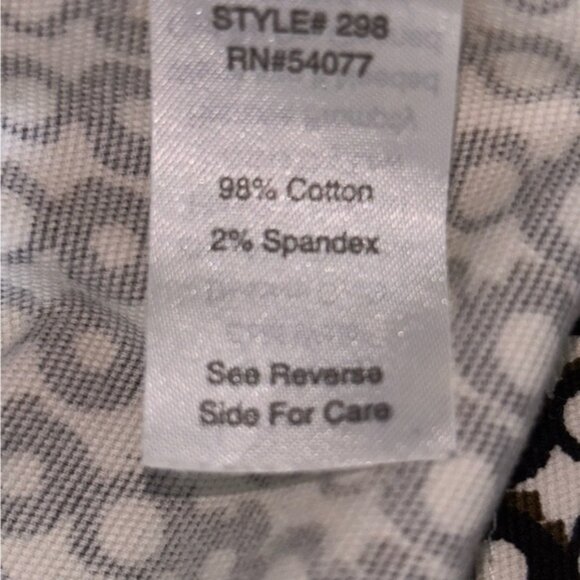 STYLE# 298
RN#54077
98% Cotton
2% Spandex
See Reverse
Side For Care